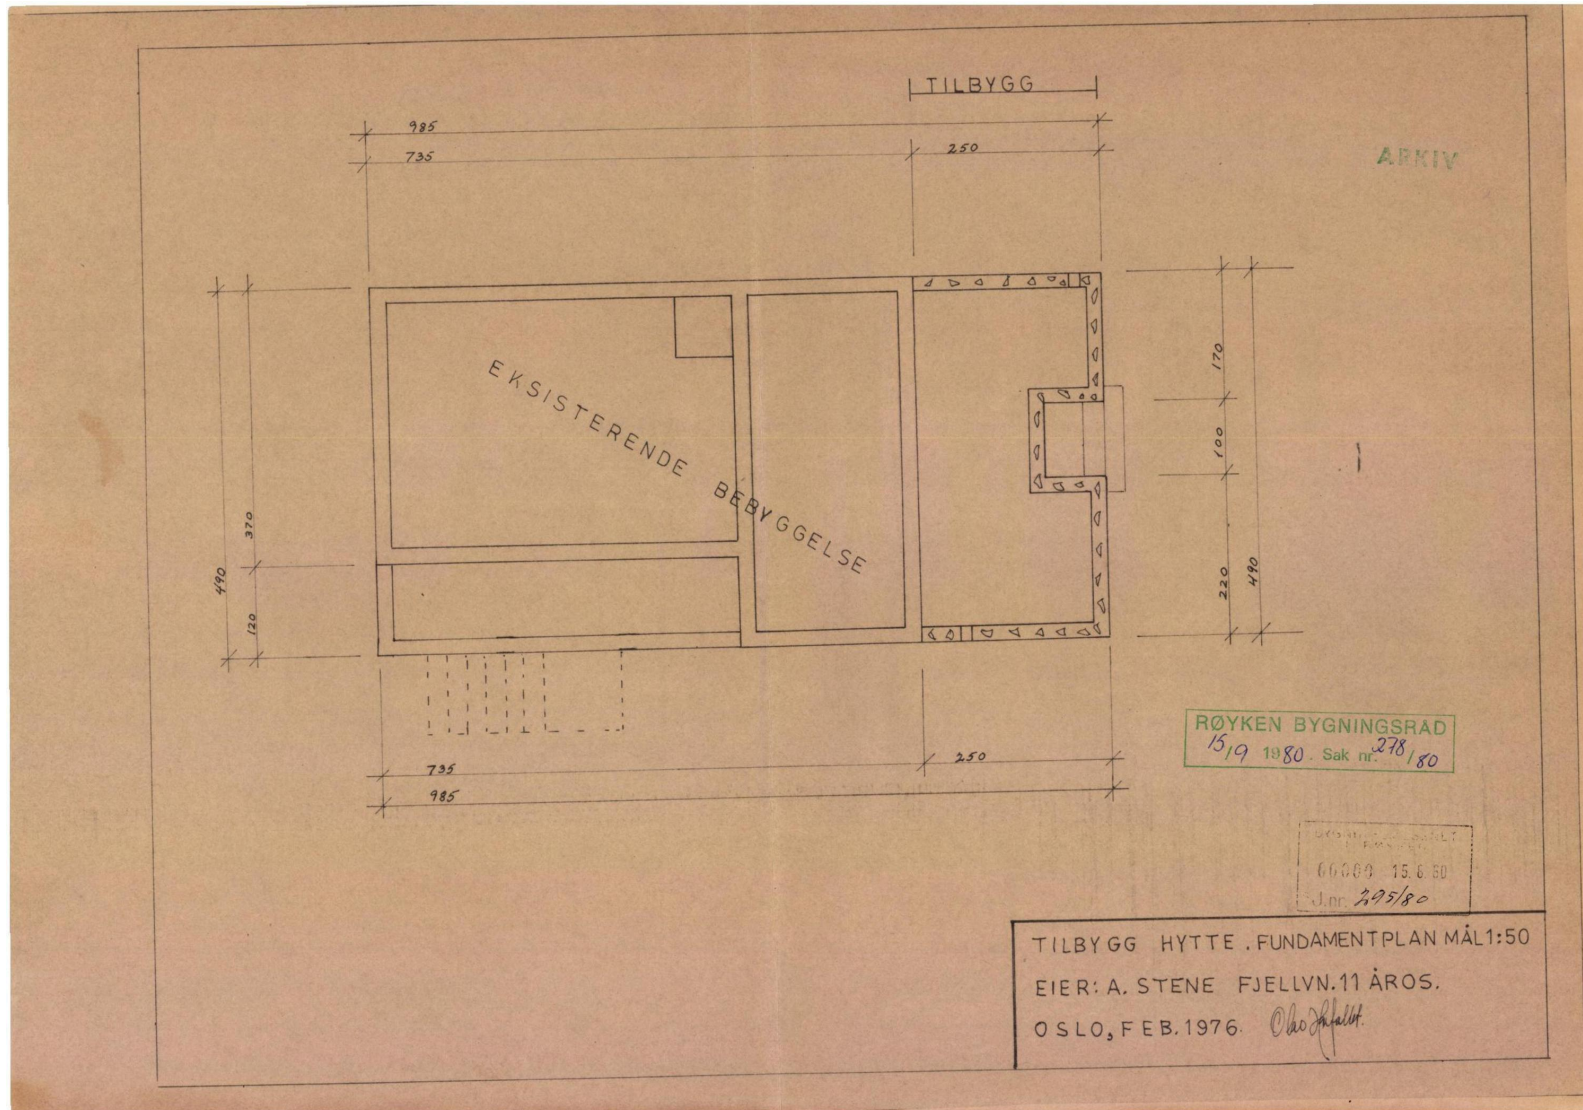 TILBYGG
985
735
250
ARKIV
170
100
220
490
370
120
490
EKSISTERENDE BEBYGGELSE
735
250
985
RØYKEN BYGNINGSRAD
15/9 1980. Sak nr. 278/80
15.8.80
J.nr. 295/80
TILBYGG HYTTE. FUNDAMENTPLAN MÅL 1:50
EIER: A. STENE FJELLVN. 11 ÅROS.
OSLO, FEB. 1976.